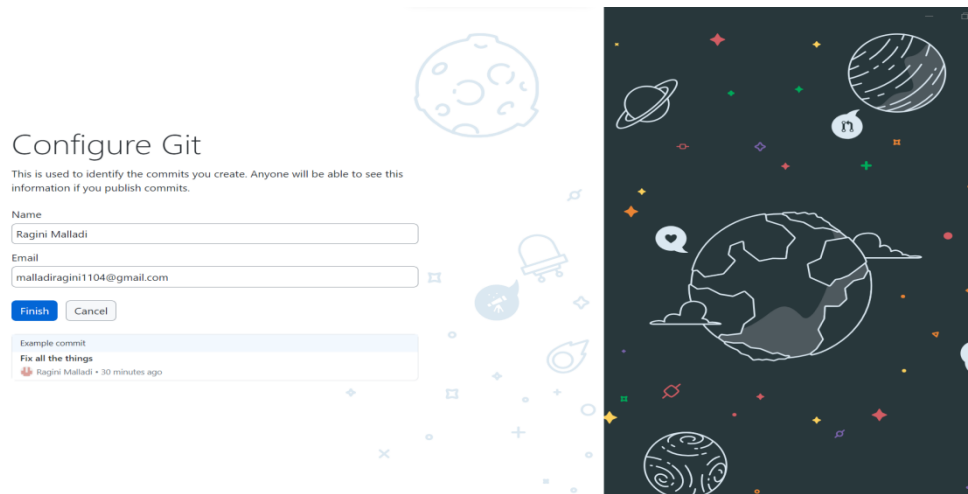 Configure Git
This is used to identify the commits you create. Anyone will be able to see this
information if you publish commits.
Name
Ragini Malladi
Email
malladiragini1104@gmail.com
Finish Cancel
Example commit
Fix all the things
Ragini Malladi • 30 minutes ago